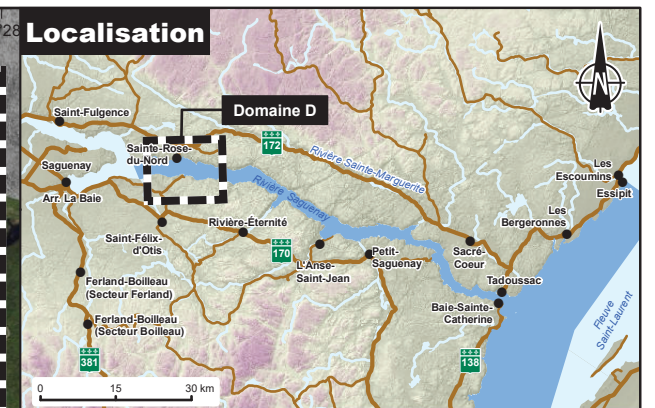 28
Localisation
Saint-Fulgence
Domaine D
172
Sainte-Rose-
du-Nord
Rivière Sainte-Marguerite
Saguenay
Arr. La Baie
Rivière Saguenay
Les
Escoumins
Essipit
Les
Bergeronnes
Saint-Félix-
d'Otis
Rivière-Éternité
170
L'Anse-
Saint-Jean
Petit-
Saguenay
Sacré-
Coeur
Tadoussac
Ferland-Boilleau
(Secteur Ferland)
Baie-Sainte-
Catherine
Fleuve
Saint-Laurent
Ferland-Boilleau
(Secteur Boilleau)
381
138
0 15 30 km
N